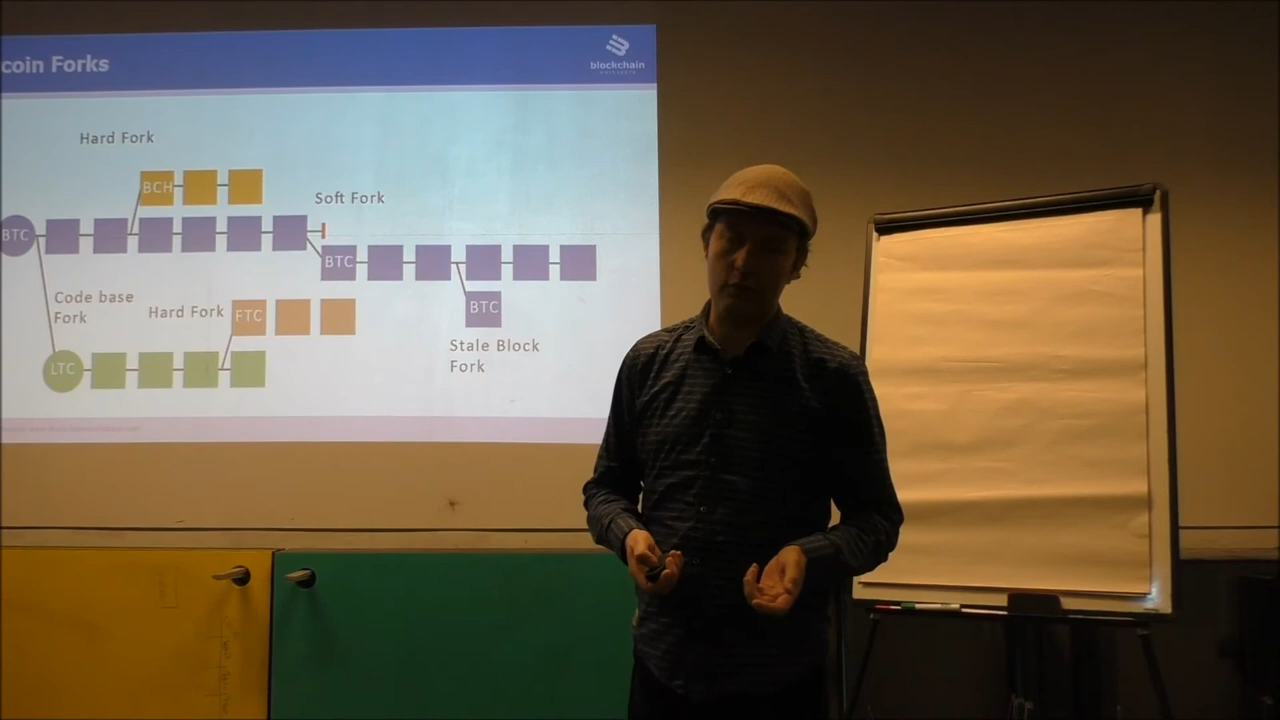 coin Forks
blockchain
Hard Fork
BCH
Soft Fork
BTC
BTC
Code base
Fork
Hard Fork
FTC
BTC
Stale Block
Fork
LTC